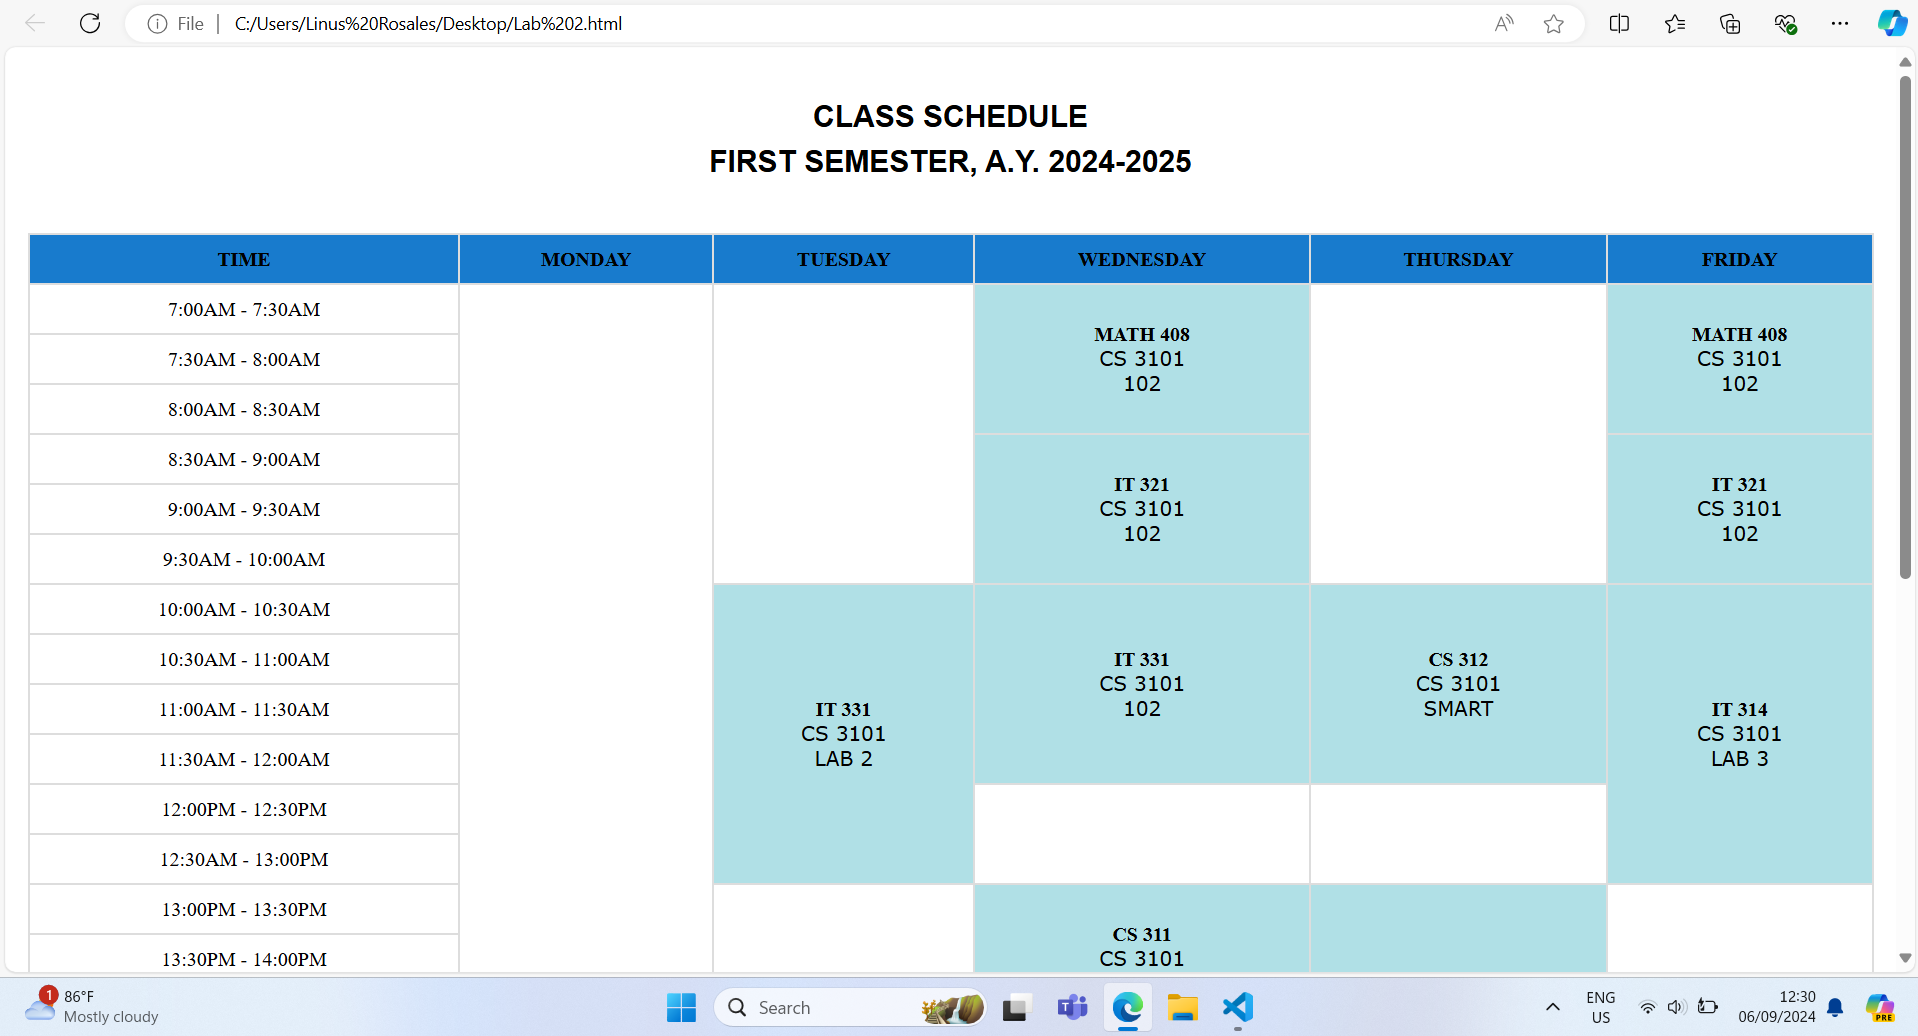 File
C:/Users/Linus%20Rosales/Desktop/Lab%202.html
CLASS SCHEDULE
FIRST SEMESTER, A.Y. 2024-2025
TIME MONDAY TUESDAY WEDNESDAY THURSDAY FRIDAY
7:00AM - 7:30AM
7:30AM - 8:00AM
8:00AM - 8:30AM
MATH 408
CS 3101
102
MATH 408
CS 3101
102
8:30AM - 9:00AM
9:00AM - 9:30AM
9:30AM - 10:00AM
IT 321
CS 3101
102
IT 321
CS 3101
102
10:00AM - 10:30AM
10:30AM - 11:00AM
11:00AM - 11:30AM
11:30AM - 12:00AM
12:00PM - 12:30PM
12:30AM - 13:00PM
IT 331
CS 3101
LAB 2
IT 331
CS 3101
102
CS 312
CS 3101
SMART
IT 314
CS 3101
LAB 3
13:00PM - 13:30PM
13:30PM - 14:00PM
CS 311
CS 3101
1
86°F
Mostly cloudy
Search
ENG
US
12:30
06/09/2024
PRE